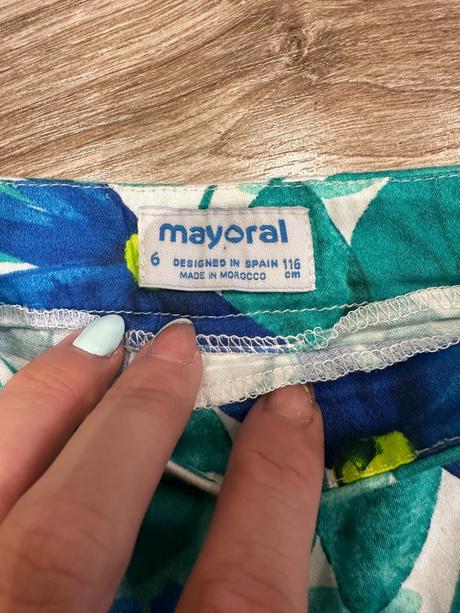 mayoral
6 DESIGNED IN SPAIN 116
MADE IN MOROCCO cm